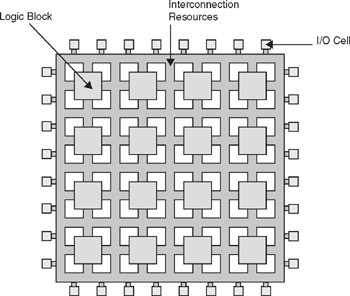 Interconnection
Resources
Logic Block
I/O Cell